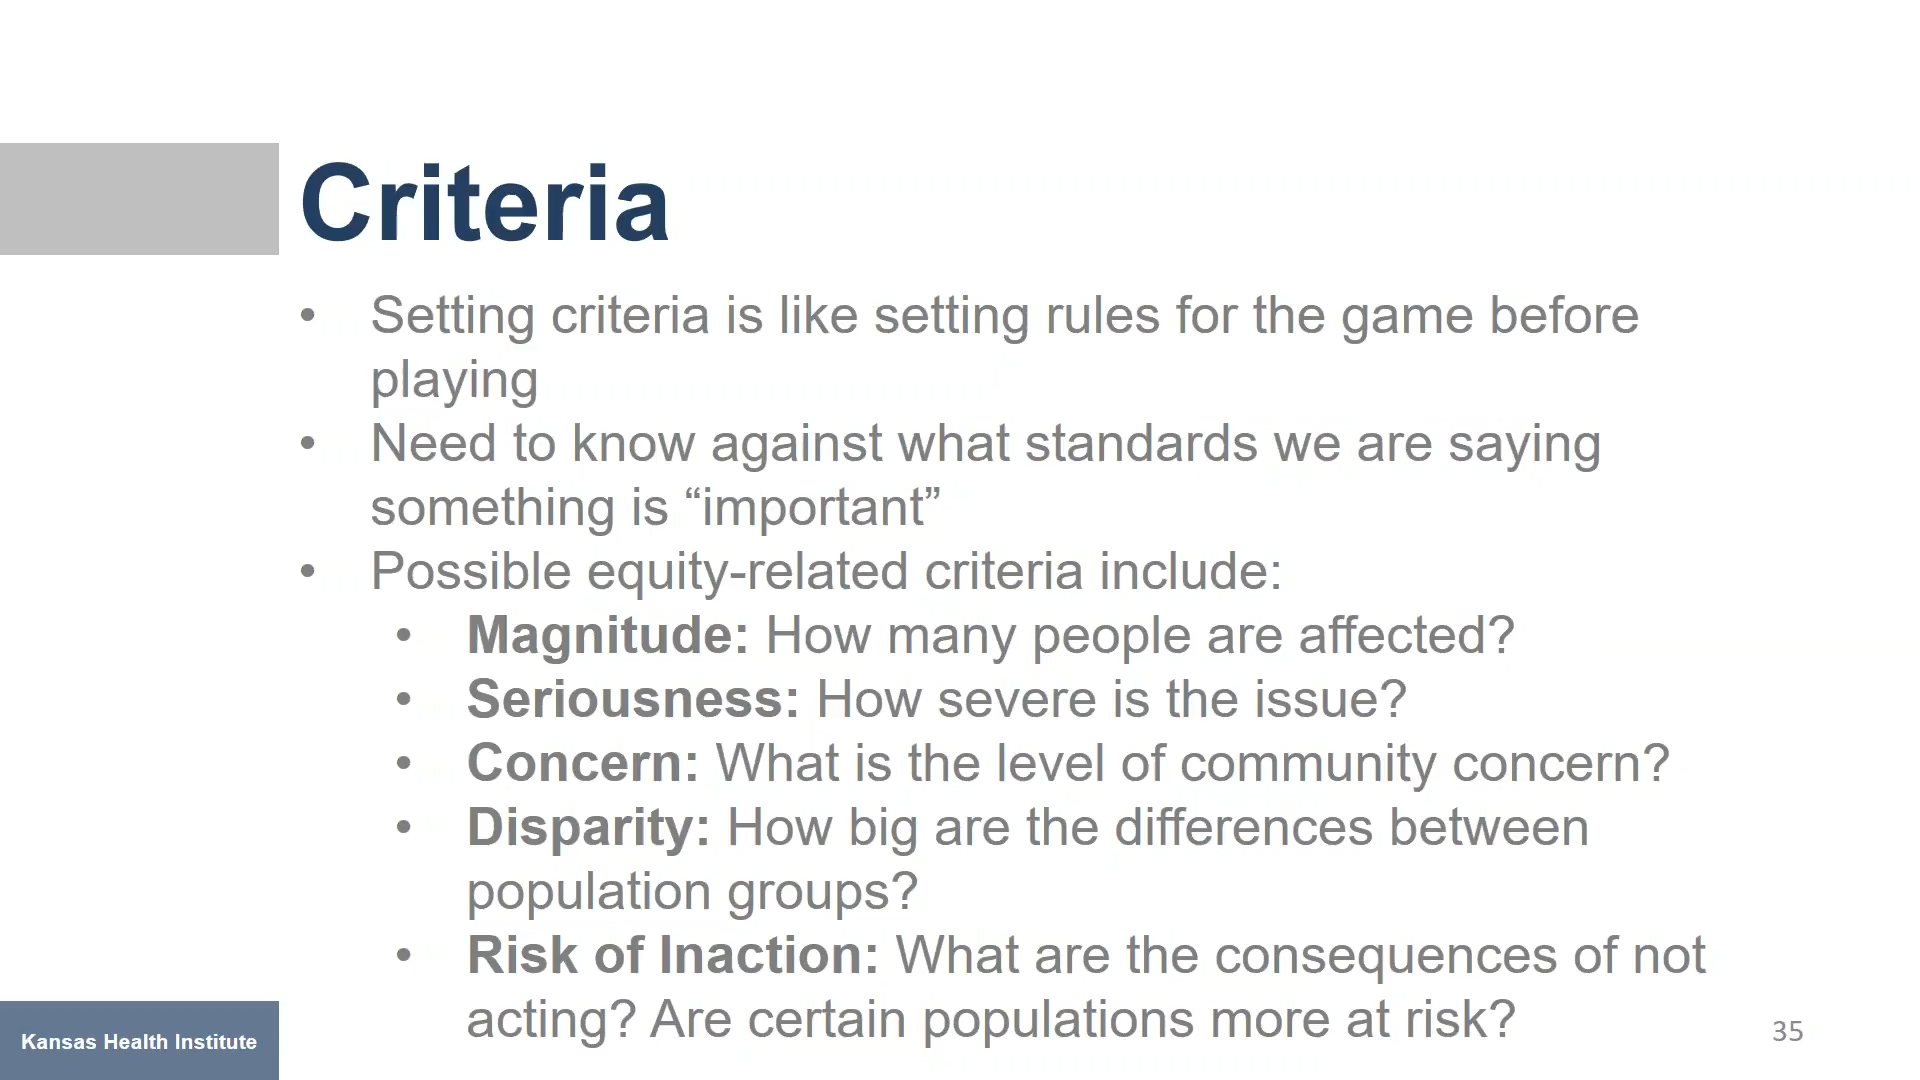 Criteria
• Setting criteria is like setting rules for the game before
playing
• Need to know against what standards we are saying
something is “important”
• Possible equity-related criteria include:
• Magnitude: How many people are affected?
• Seriousness: How severe is the issue?
• Concern: What is the level of community concern?
• Disparity: How big are the differences between
population groups?
• Risk of Inaction: What are the consequences of not
acting? Are certain populations more at risk?
Kansas Health Institute
35